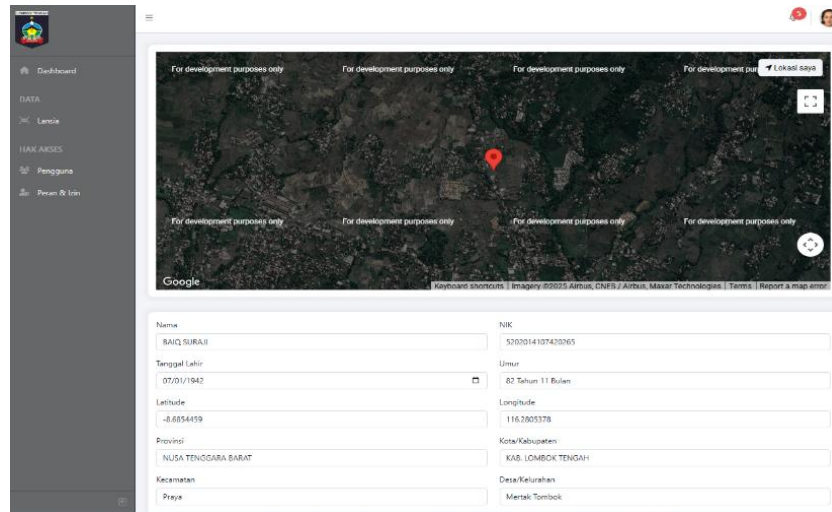 5
Dashboard
DATA
Lansia
HAK AKSES
Pengguna
Peran & Izin
For development purposes only For development purposes only For development purposes only For development pur
Lokasi saya
For development purposes only For development purposes only For development purposes only For development purposes only
Google
Keyboard shortcuts Imagery ©2025 Airbus, CNES / Airbus, Maxar Technologies Terms Report a map error
Nama NIK
BAIQ SURAJI 5202014107420265
Tanggal Lahir Umur
07/01/1942 82 Tahun 11 Bulan
Latitude Longitude
-8.6854459 116.2805378
Provinsi Kota/Kabupaten
NUSA TENGGARA BARAT KAB. LOMBOK TENGAH
Kecamatan Desa/Kelurahan
Praya Mertak Tombok